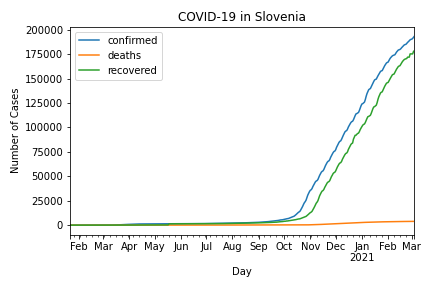 COVID-19 in Slovenia
confirmed
deaths
recovered
Number of Cases
200000
175000
150000
125000
100000
75000
50000
25000
0
Feb Mar Apr May Jun Jul Aug Sep Oct Nov Dec Jan Feb Mar
2021
Day